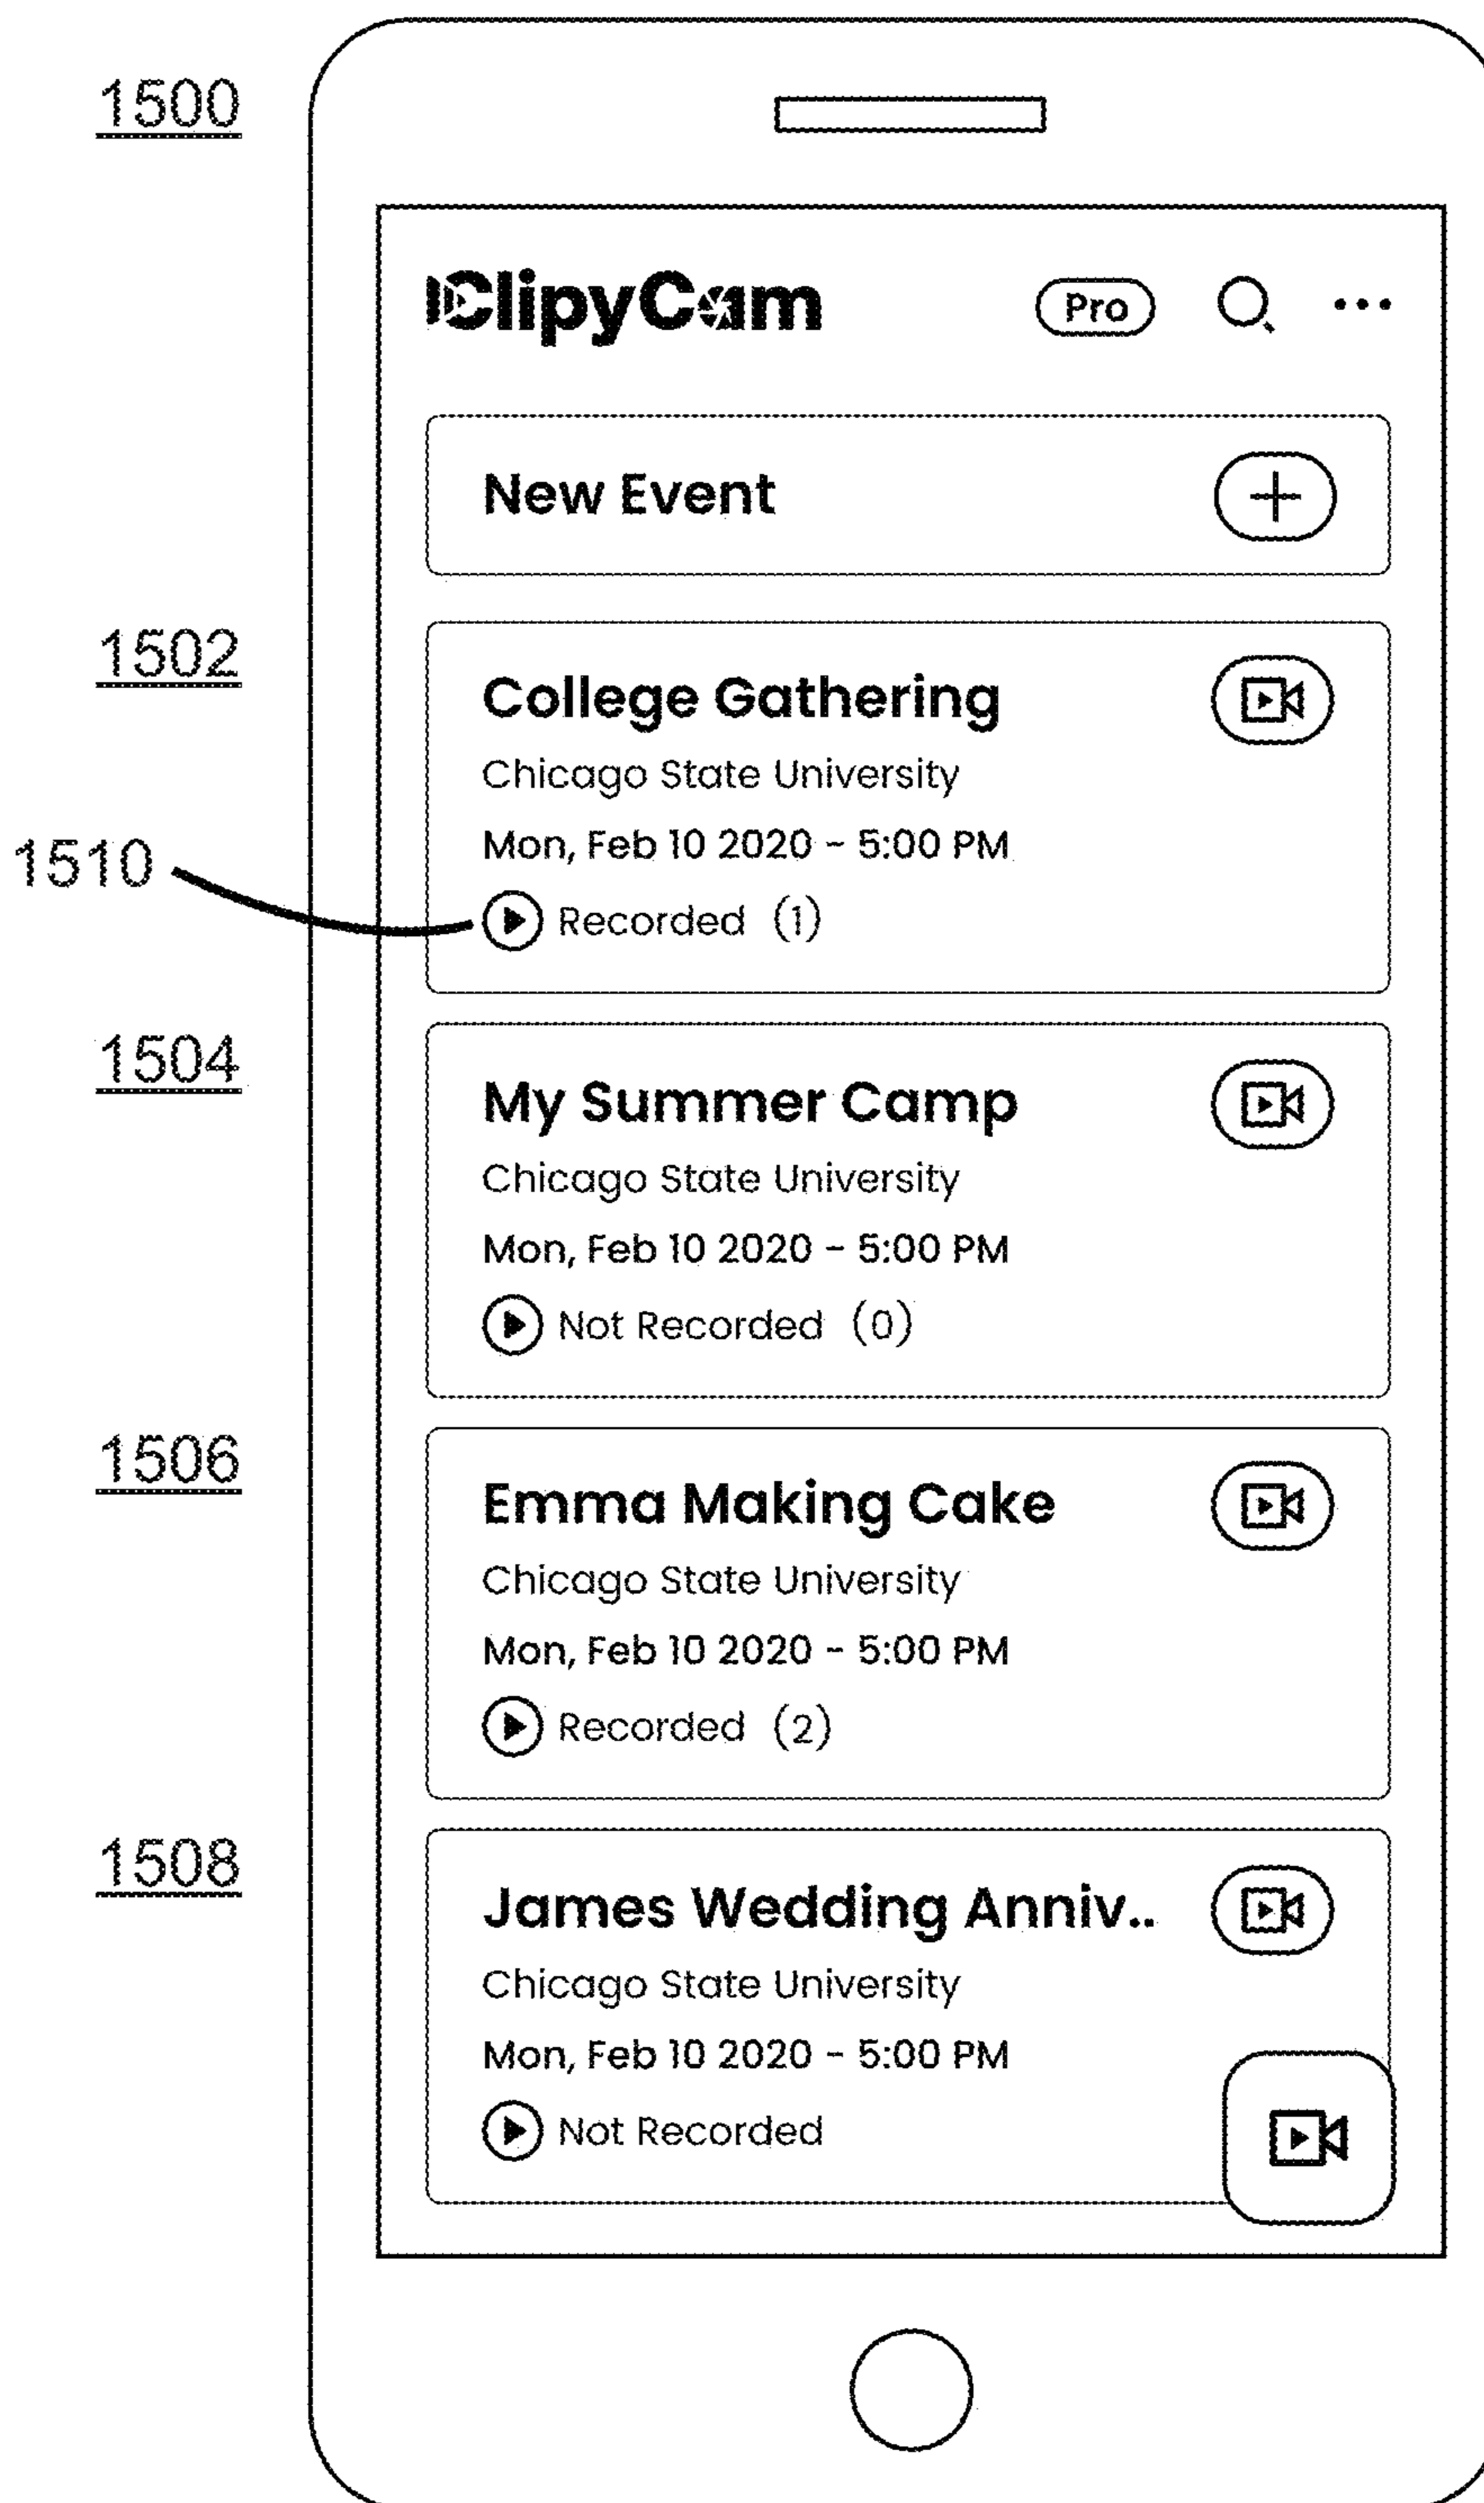 1500
ClipyCam Pro
New Event
1502
College Gathering
Chicago State University
Mon, Feb 10 2020 - 5:00 PM
1510
Recorded (1)
1504
My Summer Camp
Chicago State University
Mon, Feb 10 2020 - 5:00 PM
Not Recorded (0)
1506
Emma Making Cake
Chicago State University
Mon, Feb 10 2020 - 5:00 PM
Recorded (2)
1508
James Wedding Anniv..
Chicago State University
Mon, Feb 10 2020 - 5:00 PM
Not Recorded